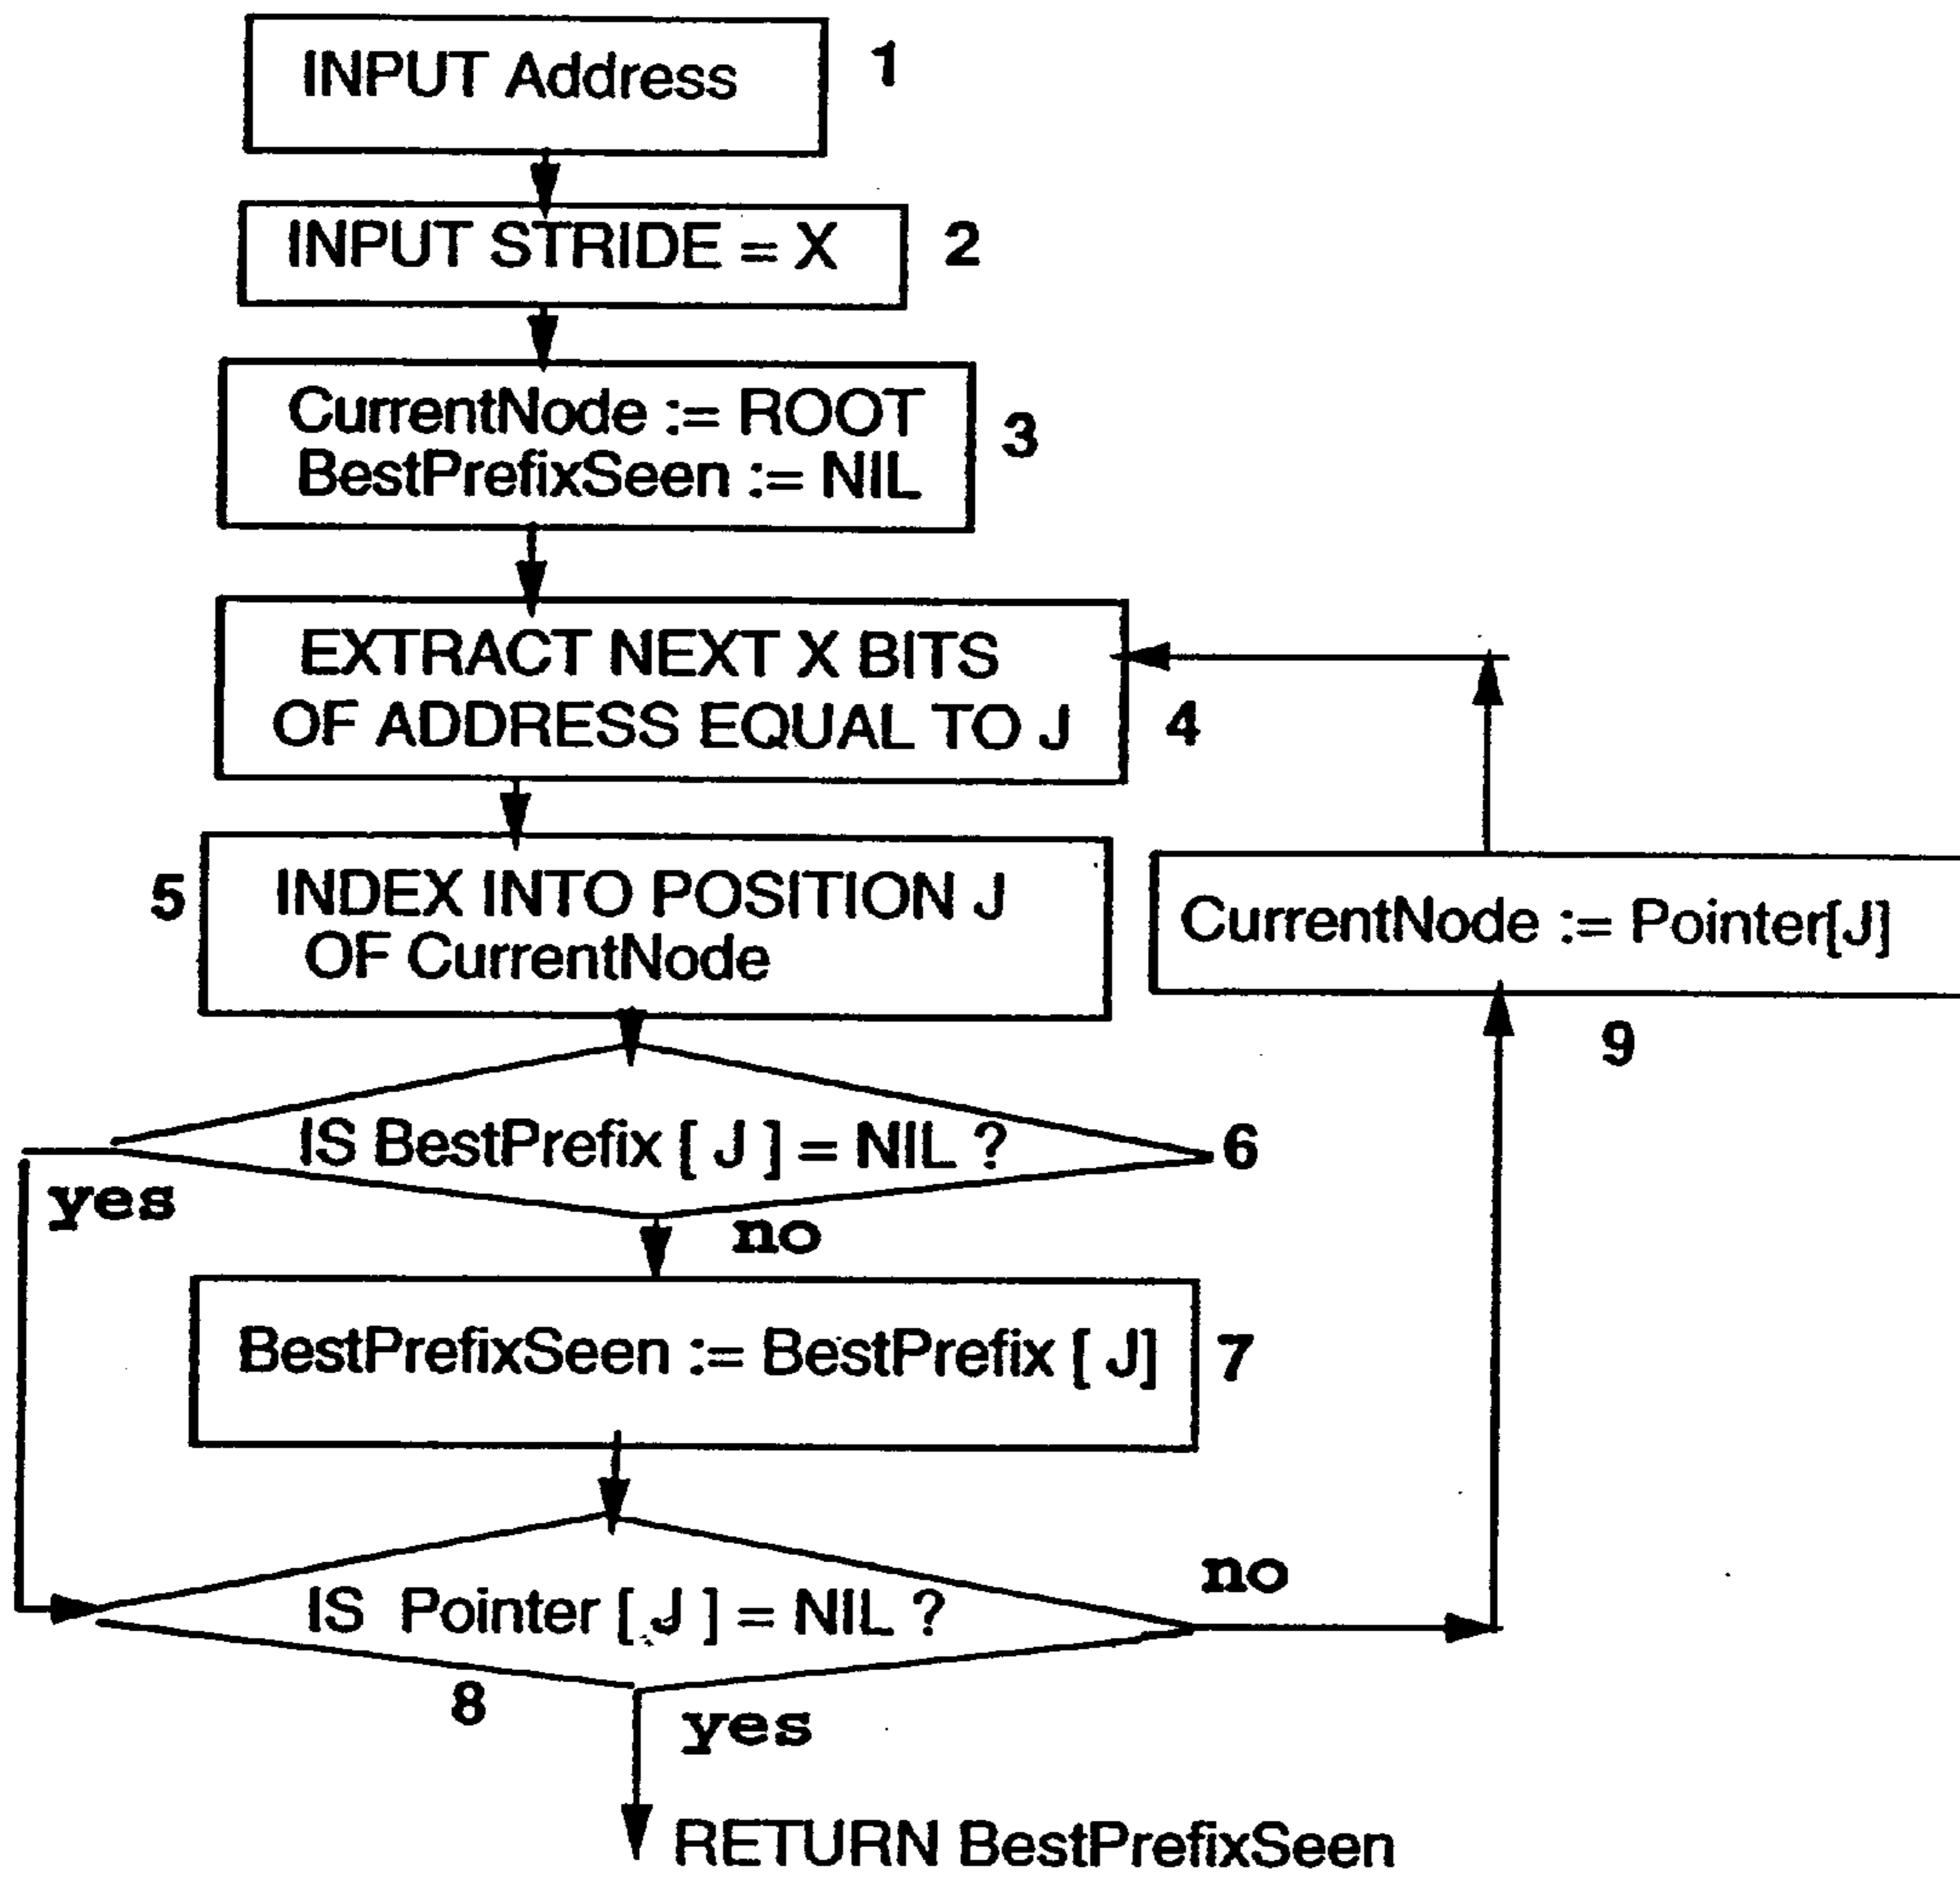 INPUT Address
1
INPUT STRIDE = X
2
CurrentNode := ROOT
BestPrefixSeen := NIL
3
EXTRACT NEXT X BITS
OF ADDRESS EQUAL TO J
4
5
INDEX INTO POSITION J
OF CurrentNode
CurrentNode := Pointer[J]
9
IS BestPrefix [ J ] = NIL ?
6
yes
no
BestPrefixSeen := BestPrefix [ J]
7
IS Pointer [ J ] = NIL ?
no
8
yes
RETURN BestPrefixSeen